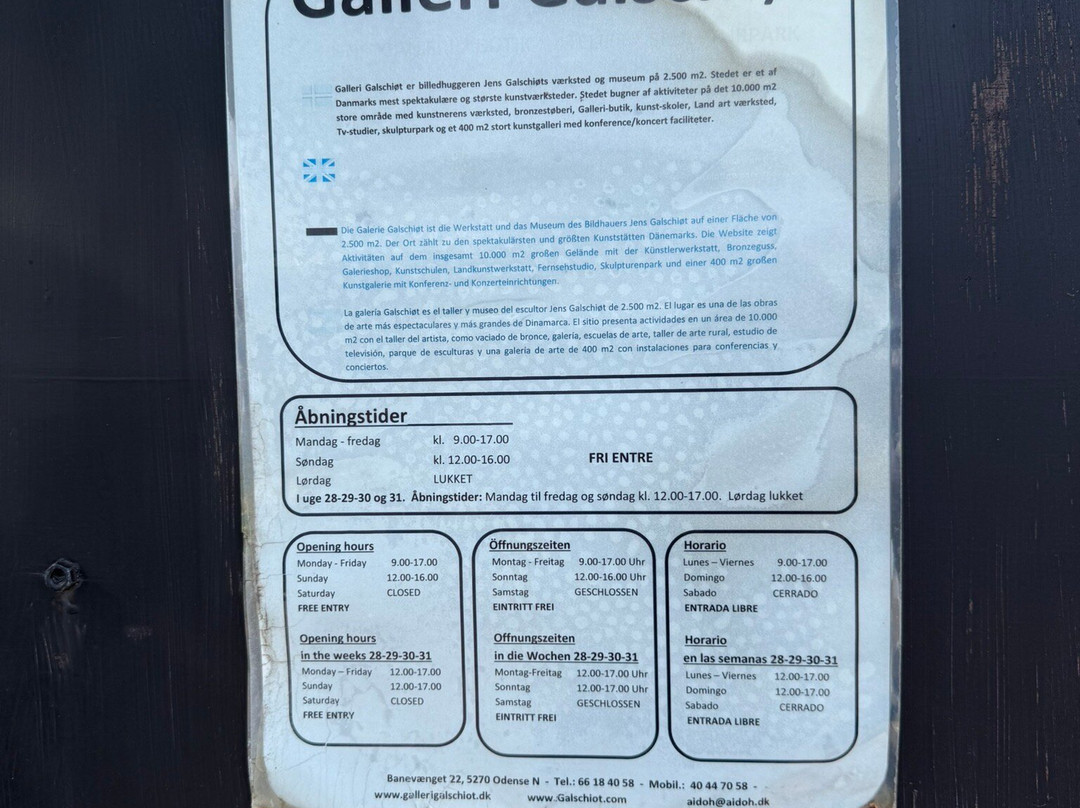 Galleri
Galleri Galschiøt er billedhuggeren Jens Galschiøts værksted og museum på 2.500 m2. Stedet er et af
Danmarks mest spektakulære og største kunstværksteder. Stedet bugner af aktiviteter på det 10.000 m2
store område med kunstnerens værksted, bronzestøberi, Galleri-butik, kunst-skoler, Land art værksted,
Tv-studier, skulpturpark og et 400 m2 stort kunstgalleri med konference/koncert faciliteter.
Die Galerie Galschiøt ist die Werkstatt und das Museum des Bildhauers Jens Galschiøt auf einer Fläche von
2.500 m2. Der Ort zählt zu den spektakulärsten und größten Kunststätten Dänemarks. Die Website zeigt
Aktivitäten auf dem insgesamt 10.000 m2 großen Gelände mit der Künstlerwerkstatt, Bronzeguss,
Galerieshop, Kunstschulen, Landkunstwerkstatt, Fernsehstudio, Skulpturenpark und einer 400 m2 großen
Kunstgalerie mit Konferenz- und Konzerteinrichtungen.
La galería Galschiøt es el taller y museo del escultor Jens Galschiøt de 2.500 m2. El lugar es una de las obras
de arte más espectaculares y más grandes de Dinamarca. El sitio presenta actividades en un área de 10.000
m2 con el taller del artista, como vaciado de bronce, galería, escuelas de arte, taller de arte rural, estudio de
televisión, parque de esculturas y una galería de arte de 400 m2 con instalaciones para conferencias y
conciertos.
Åbningstider
Mandag - fredag kl. 9.00-17.00
Søndag kl. 12.00-16.00 FRI ENTRE
Lørdag LUKKET
I uge 28-29-30 og 31. Åbningstider: Mandag til fredag og søndag kl. 12.00-17.00. Lørdag lukket
Opening hours
Monday - Friday 9.00-17.00
Sunday 12.00-16.00
Saturday CLOSED
FREE ENTRY
Opening hours
in the weeks 28-29-30-31
Monday – Friday 12.00-17.00
Sunday 12.00-17.00
Saturday CLOSED
FREE ENTRY
Öffnungszeiten
Montag - Freitag 9.00-17.00 Uhr
Sonntag 12.00-16.00 Uhr
Samstag GESCHLOSSEN
EINTRITT FREI
Offnungszeiten
in die Wochen 28-29-30-31
Montag-Freitag 12.00-17.00 Uhr
Sonntag 12.00-17.00 Uhr
Samstag GESCHLOSSEN
EINTRITT FREI
Horario
Lunes – Viernes 9.00-17.00
Domingo 12.00-16.00
Sabado CERRADO
ENTRADA LIBRE
Horario
en las semanas 28-29-30-31
Lunes – Viernes 12.00-17.00
Domingo 12.00-17.00
Sabado CERRADO
ENTRADA LIBRE
Banevænget 22, 5270 Odense N - Tel.: 66 18 40 58 - Mobil.: 40 44 70 58 -
www.gallerigalschiot.dk www.Galschiot.com aidoh@aidoh.dk